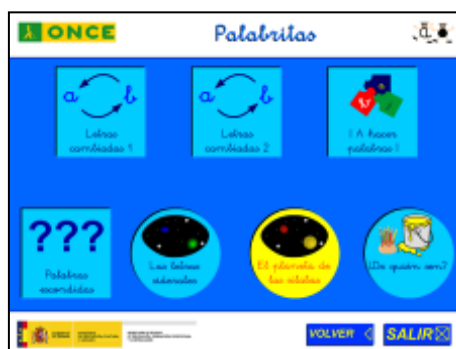 ONCE
Palabritas
a b
Letras
cambiadas 1
a b
Letras
cambiadas 2
¡ A hacer
palabras !
???
Palabras
escondidas
Las letras
siderales
El planeta de
las sílabas
¿De quién son?
VOLVER
SALIR